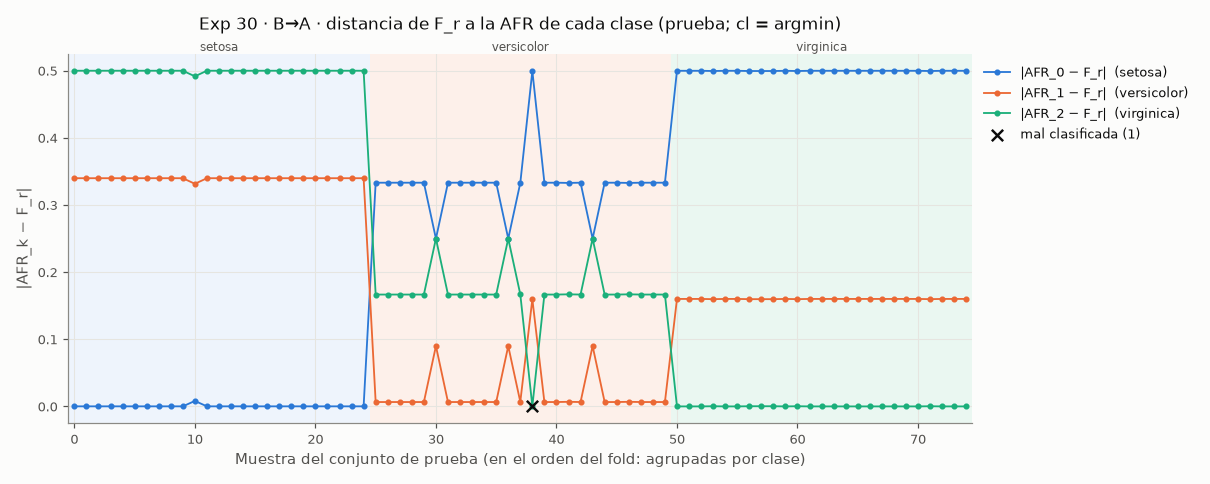 Exp 30 · B→A · distancia de F_r a la AFR de cada clase (prueba; cl = argmin)
setosa
versicolor
virginica
|AFR_0 − F_r| (setosa)
|AFR_1 − F_r| (versicolor)
|AFR_2 − F_r| (virginica)
mal clasificada (1)
|AFR_k − F_r|
0.5
0.4
0.3
0.2
0.1
0.0
0
10
20
30
40
50
60
70
Muestra del conjunto de prueba (en el orden del fold: agrupadas por clase)